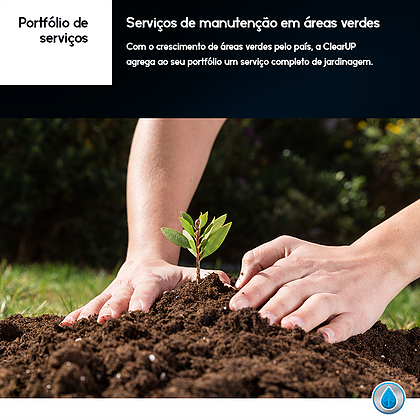 Portfólio de
serviços
Serviços de manutenção em áreas verdes
Com o crescimento de áreas verdes pelo país, a ClearUP
agrega ao seu portfólio um serviço completo de jardinagem.